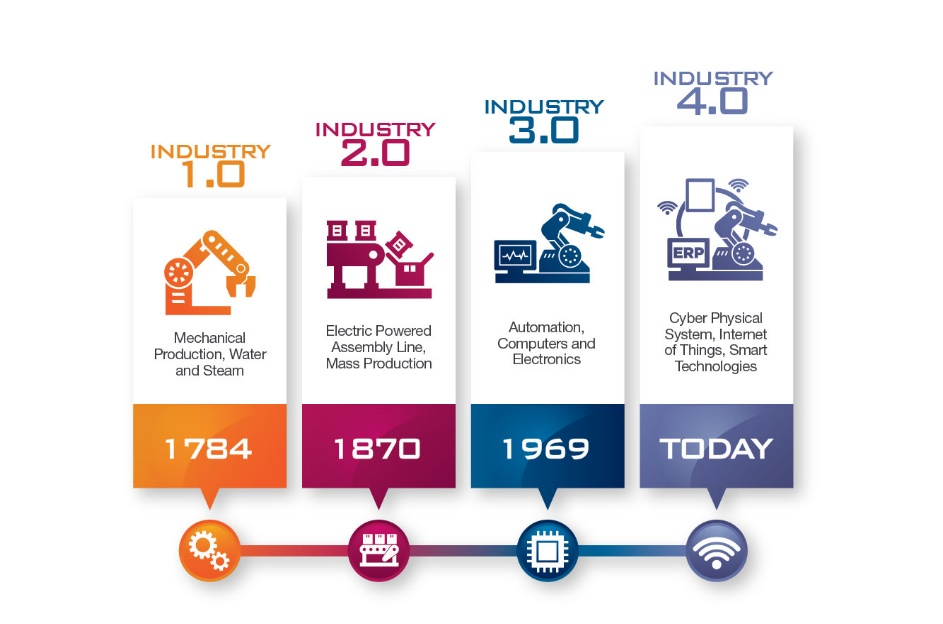 INDUSTRY
1.0
Mechanical
Production, Water
and Steam
1784
INDUSTRY
2.0
Electric Powered
Assembly Line,
Mass Production
1870
INDUSTRY
3.0
Automation,
Computers and
Electronics
1969
INDUSTRY
4.0
ERP
Cyber Physical
System, Internet
of Things, Smart
Technologies
TODAY